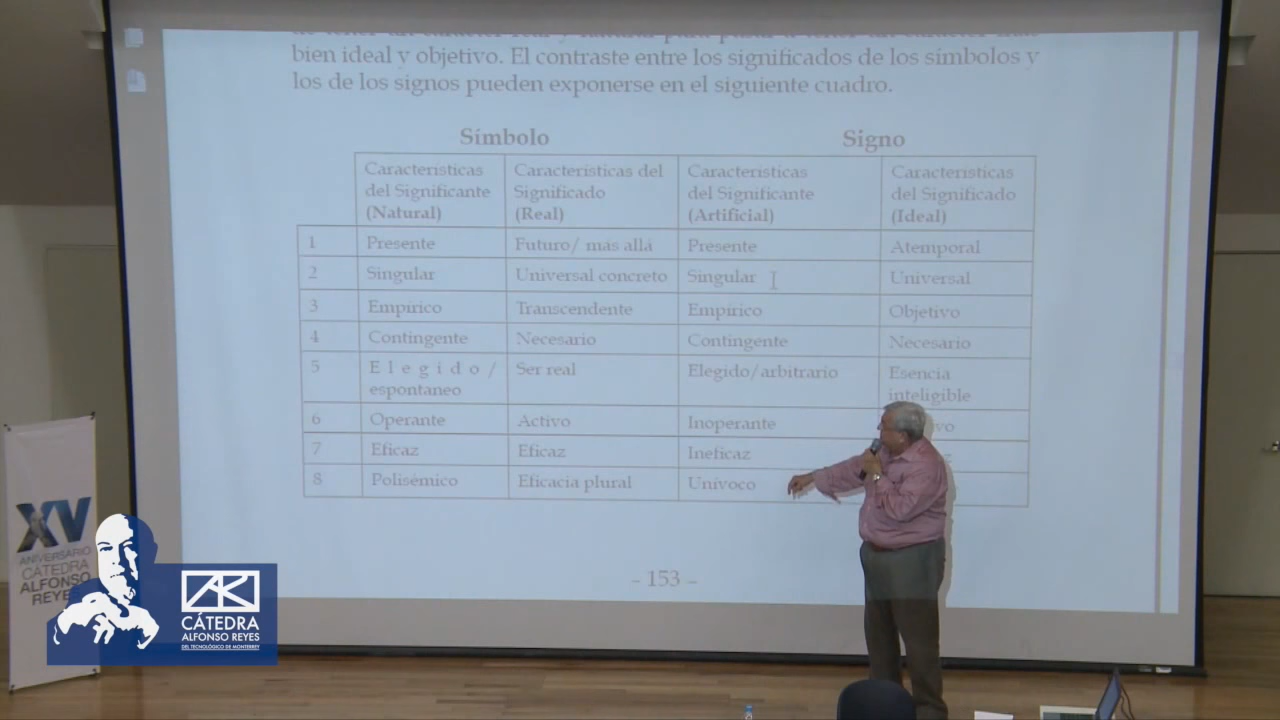 bien ideal y objetivo. El contraste entre los significados de los símbolos y
los de los signos pueden exponerse en el siguiente cuadro.
Símbolo Signo
Características del Significante (Natural) Características del Significado (Real) Características del Significante (Artificial) Características del Significado (Ideal)
1 Presente Futuro/ más allá Presente Atemporal
2 Singular Universal concreto Singular Universal
3 Empírico Transcendente Empírico Objetivo
4 Contingente Necesario Contingente Necesario
5 Elegido/ espontaneo Ser real Elegido/arbitrario Esencia inteligible
6 Operante Activo Inoperante
7 Eficaz Eficaz Ineficaz
8 Polisémico Eficacia plural Unívoco
- 153 -
XV
ANIVERSARIO
CÁTEDRA
ALFONSO
REYES
CÁTEDRA
ALFONSO REYES
DEL TECNOLÓGICO DE MONTERREY